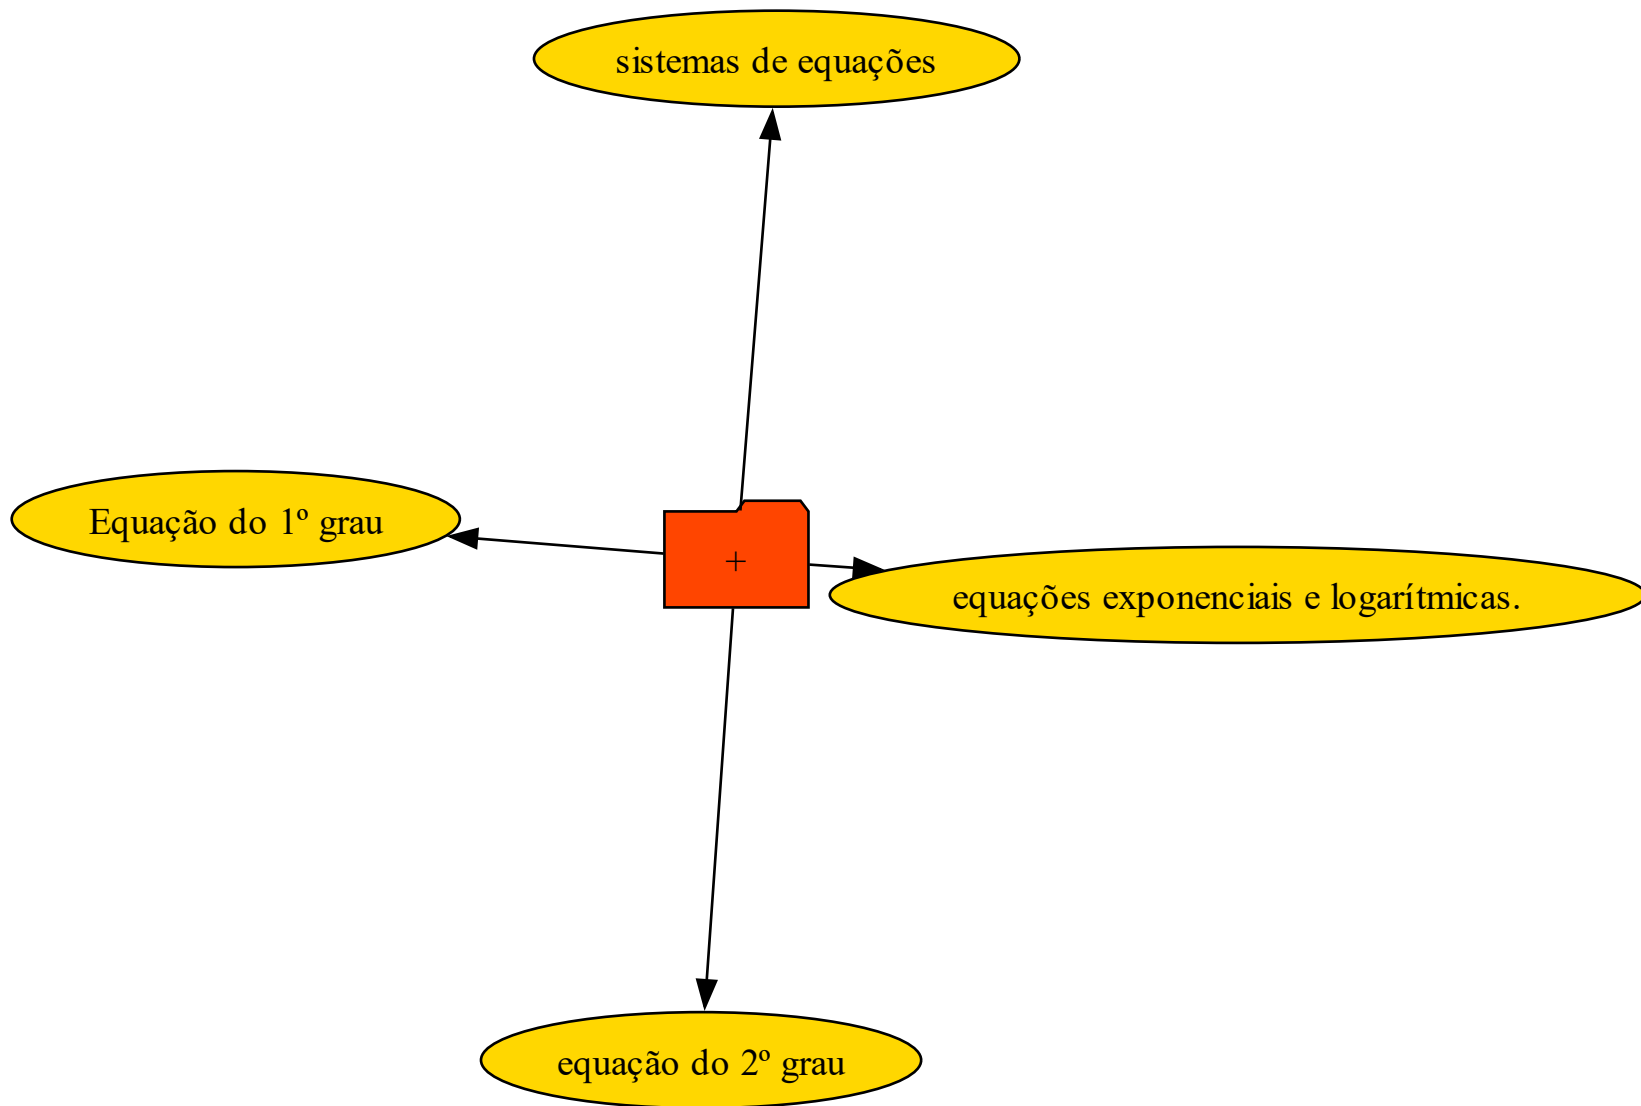 sistemas de equações
Equação do 1º grau
+
equações exponenciais e logarítmicas.
equação do 2º grau